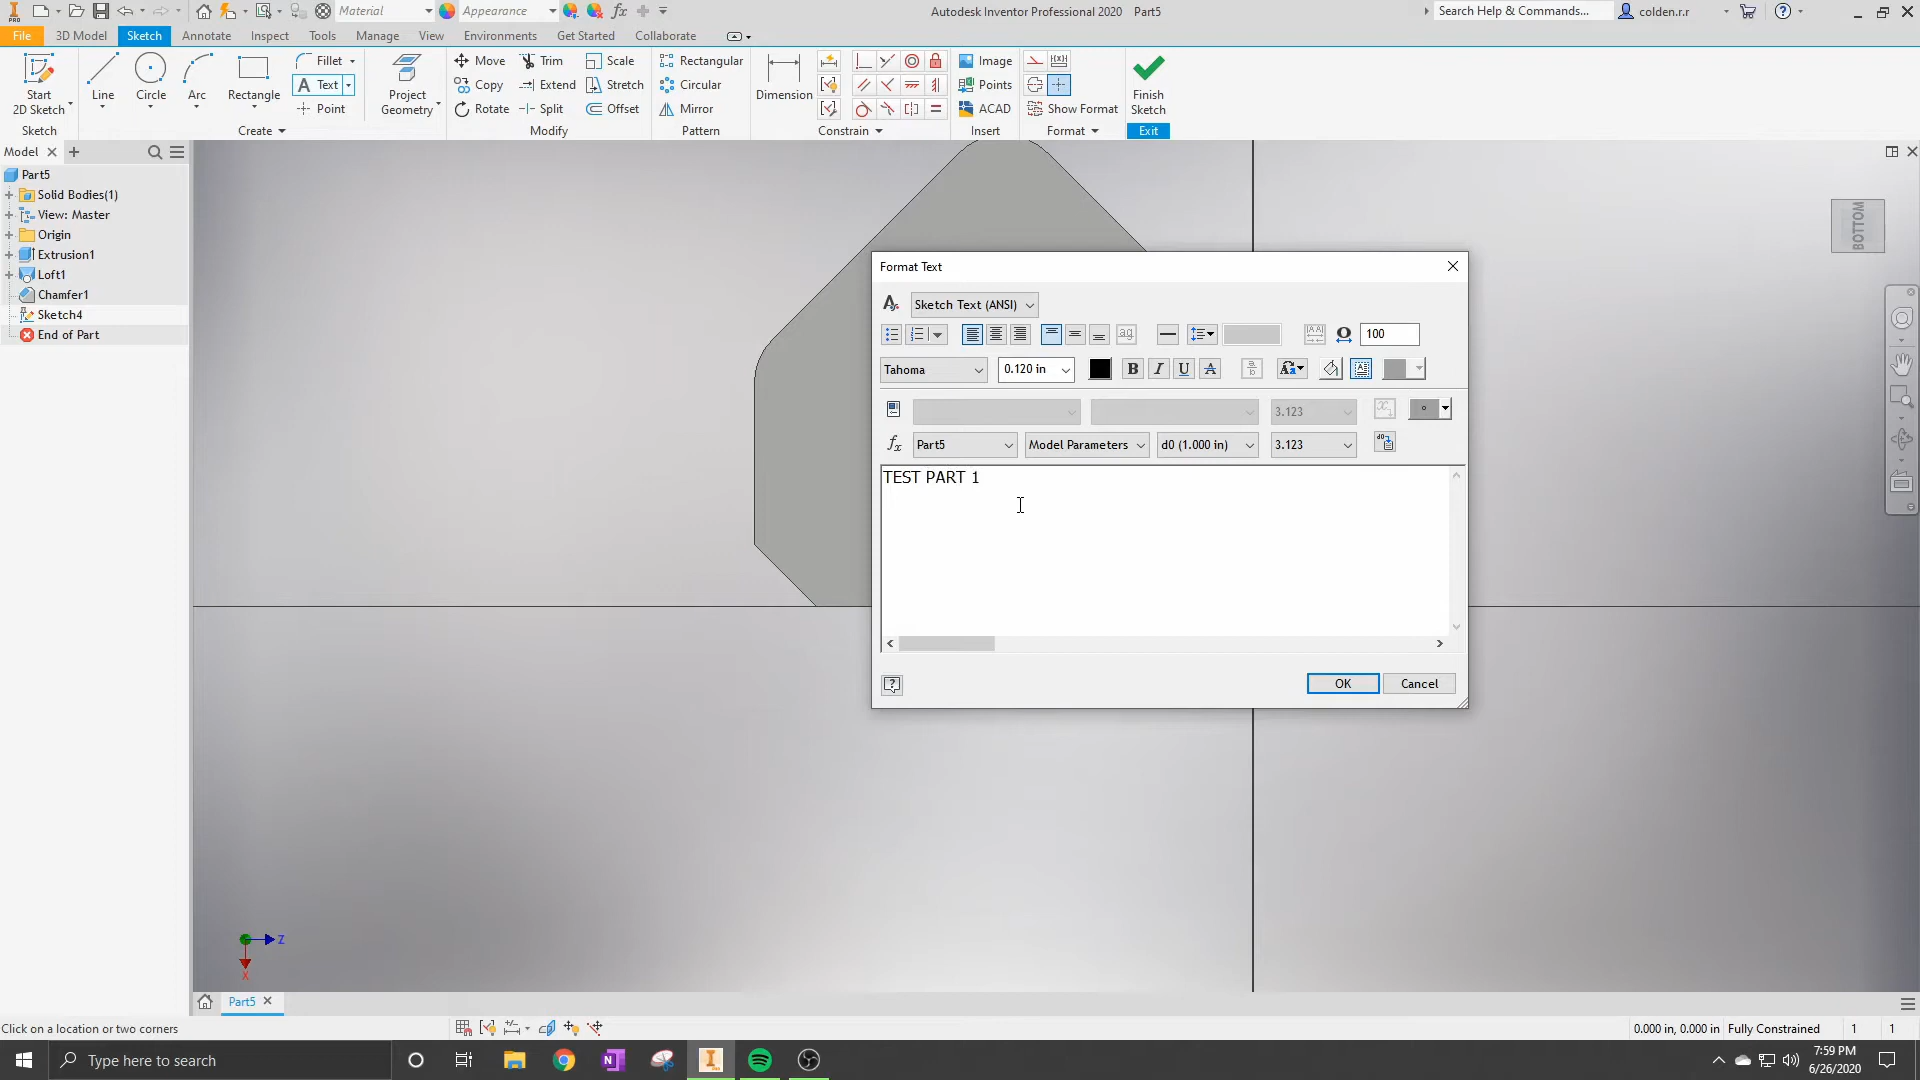 Material
Appearance
fx
Autodesk Inventor Professional 2020 Part5
Search Help & Commands...
colden.r.r
File 3D Model Sketch Annotate Inspect Tools Manage View Environments Get Started Collaborate
Start 2D Sketch
Line
Circle
Arc
Rectangle
Fillet
Text
Point
Project Geometry
Move
Copy
Rotate
Trim
Extend
Split
Scale
Stretch
Offset
Rectangular
Circular
Mirror
Dimension
Image
Points
ACAD
Show Format
Finish Sketch
Sketch
Create
Modify
Pattern
Constrain
Insert
Format
Exit
Model
Part5
Solid Bodies(1)
View: Master
Origin
Extrusion1
Loft1
Chamfer1
Sketch4
End of Part
BOTTOM
Format Text
Sketch Text (ANSI)
100
Tahoma
0.120 in
B I U A
3.123
fx Part5 Model Parameters d0 (1.000 in) 3.123
TEST PART 1
OK
Cancel
Z
X
Part5
Click on a location or two corners
0.000 in, 0.000 in Fully Constrained 1 1
Type here to search
7:59 PM
6/26/2020